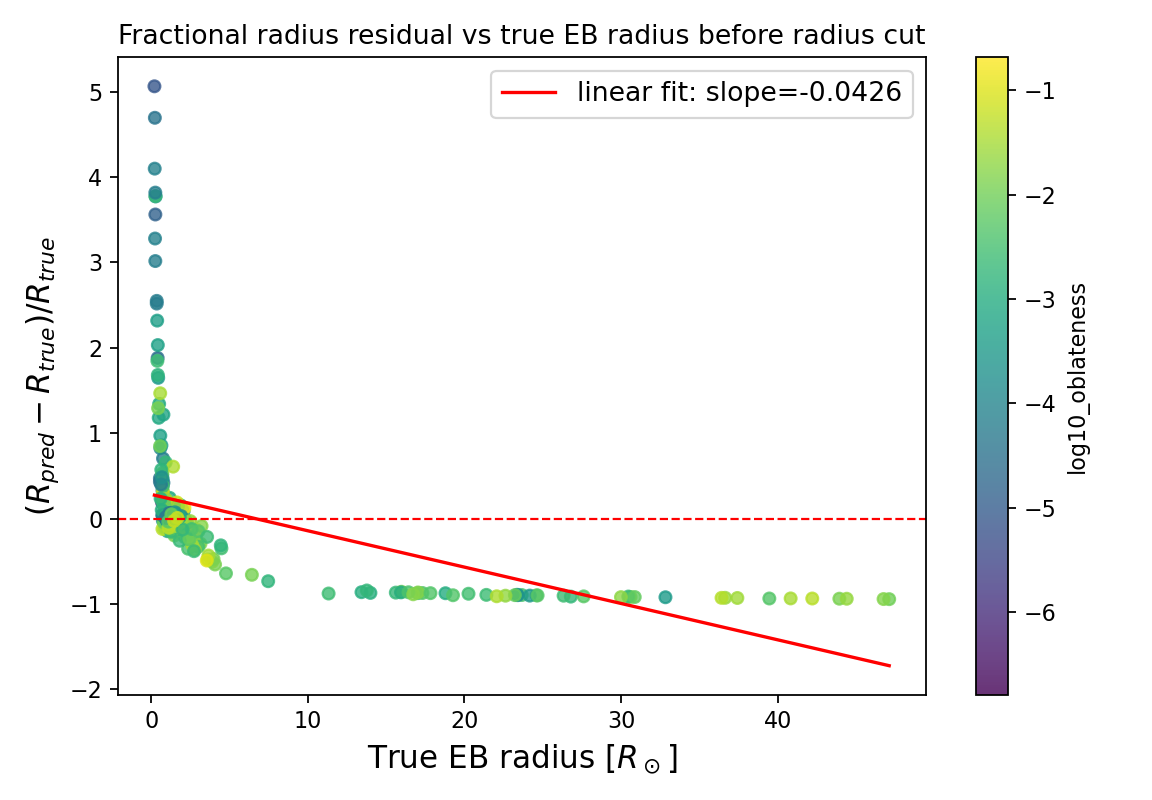 Fractional radius residual vs true EB radius before radius cut
linear fit: slope=-0.0426
(R_pred − R_true)/R_true
5
4
3
2
1
0
−1
−2
0 10 20 30 40
True EB radius [R_⊙]
−1
−2
−3
−4
−5
−6
log10_oblateness